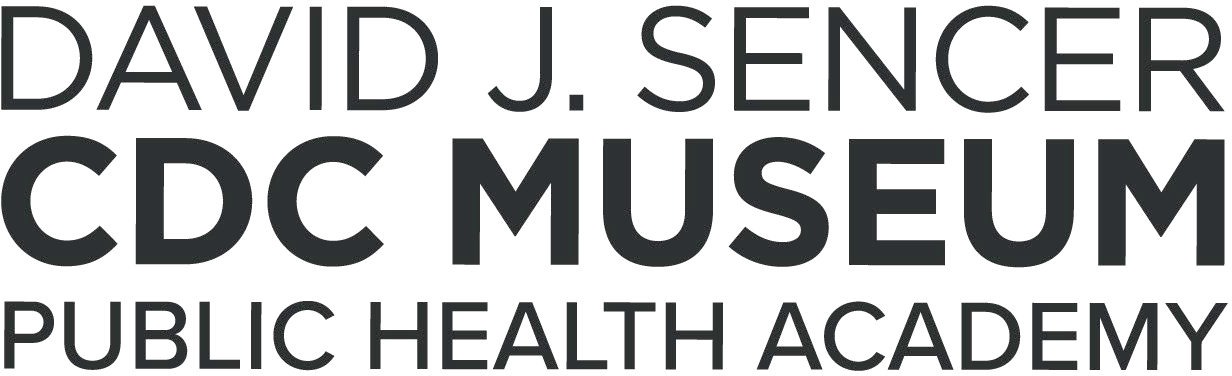 DAVID J. SENCER
CDC MUSEUM
PUBLIC HEALTH ACADEMY